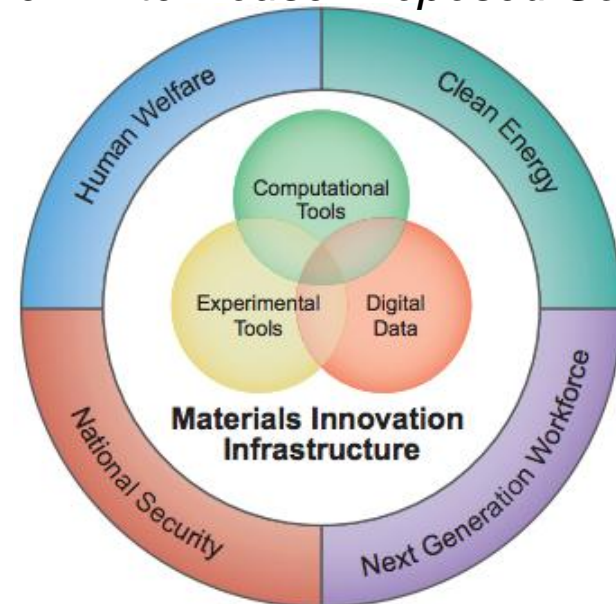 Human Welfare
Clean Energy
Computational
Tools
Experimental
Tools
Digital
Data
Materials Innovation
Infrastructure
National Security
Next Generation Workforce